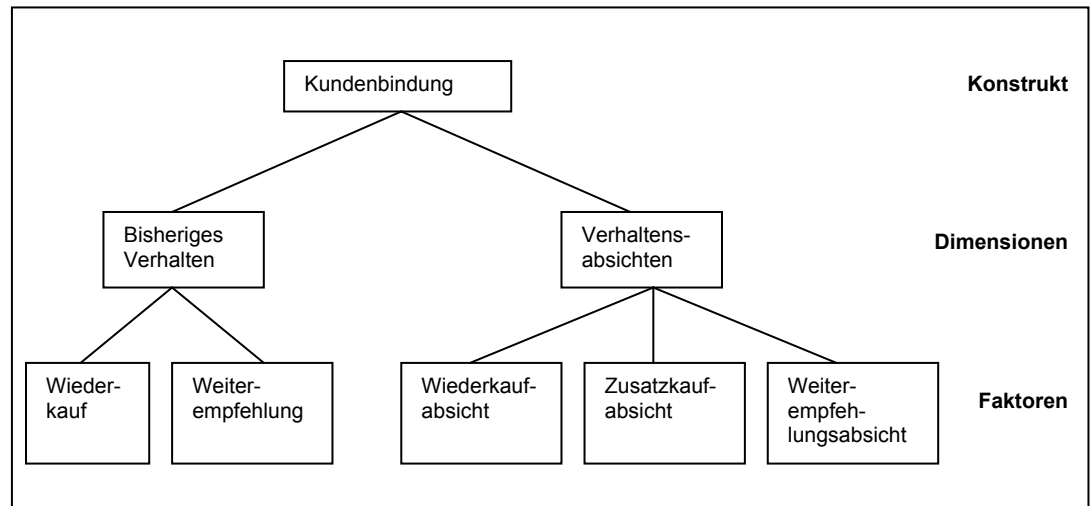 Kundenbindung
Konstrukt
Bisheriges
Verhalten
Verhaltens-
absichten
Dimensionen
Wieder-
kauf
Weiter-
empfehlung
Wiederkauf-
absicht
Zusatzkauf-
absicht
Weiter-
empfeh-
lungsabsicht
Faktoren